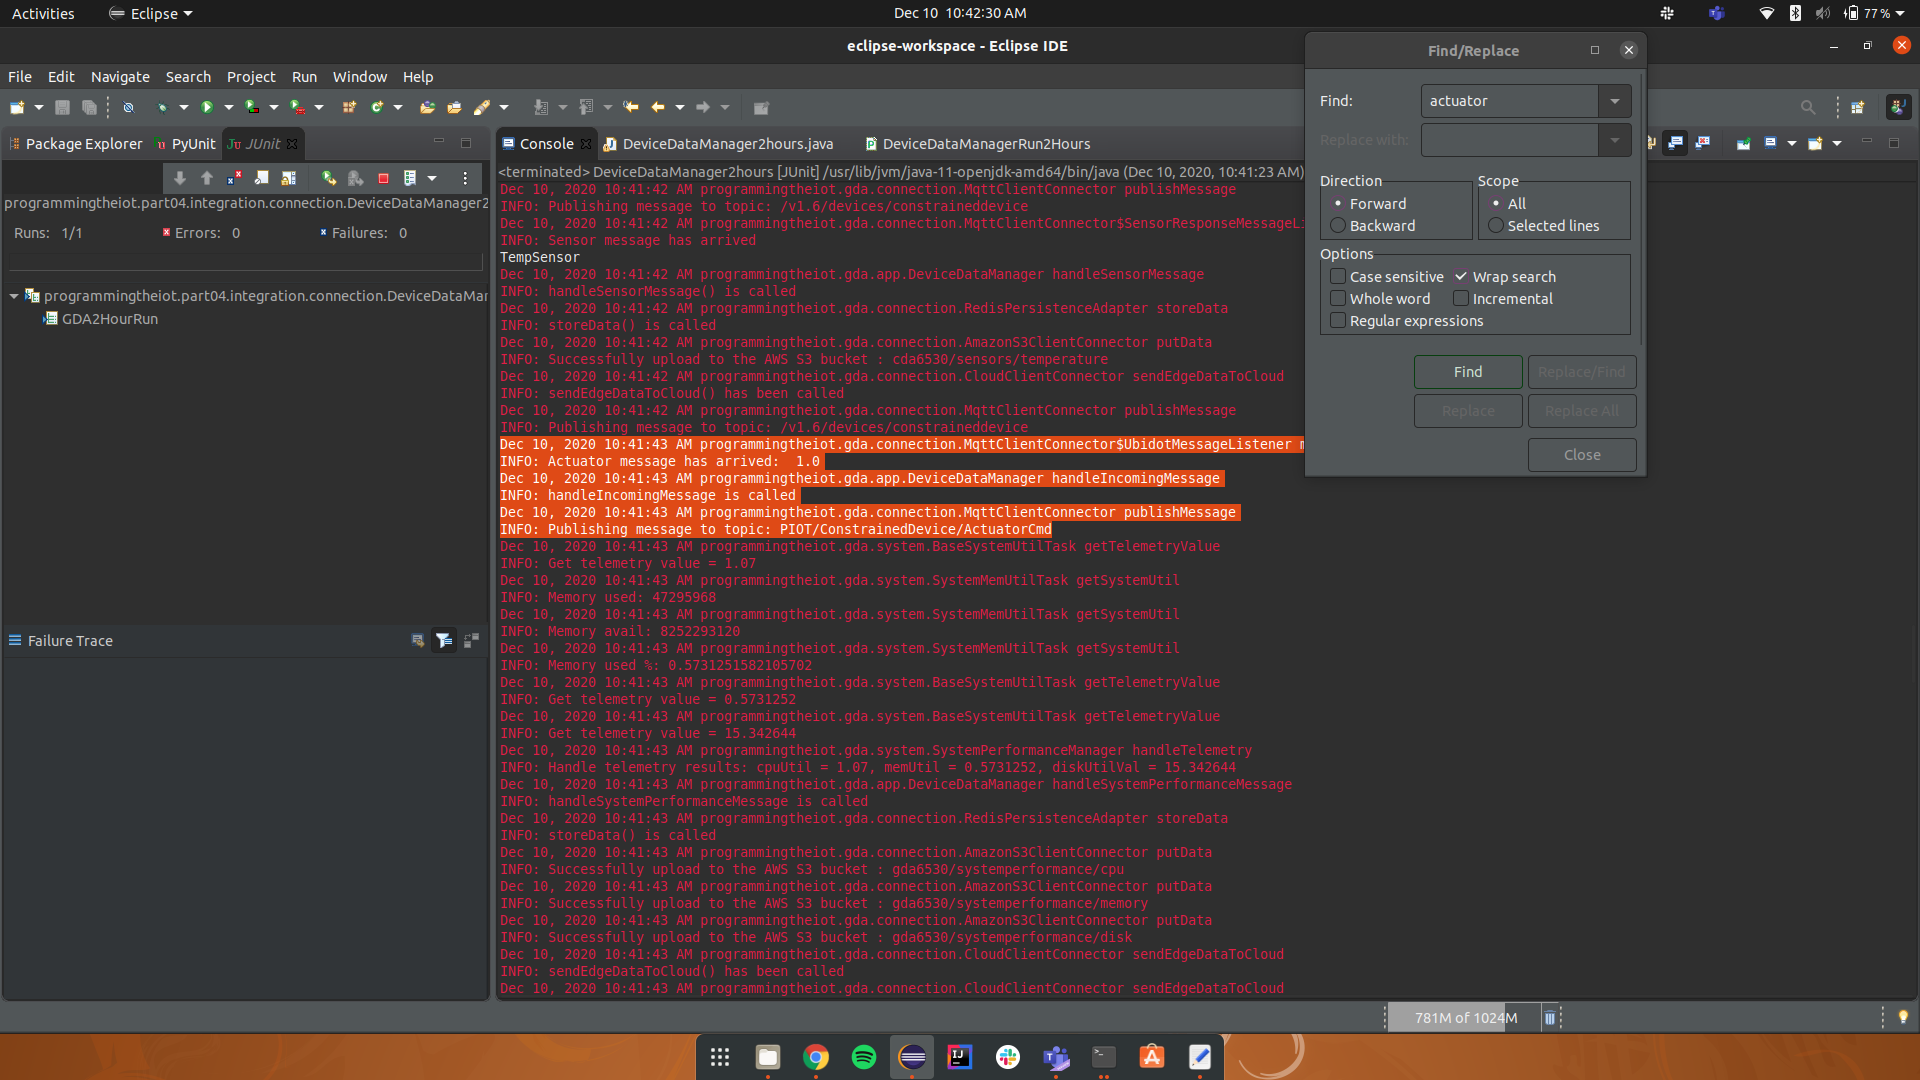 Activities
Eclipse
Dec 10  10:42:30 AM
77 %
eclipse-workspace - Eclipse IDE
File Edit Navigate Search Project Run Window Help
Package Explorer
PyUnit
JUnit
programmingtheiot.part04.integration.connection.DeviceDataManager2
Runs: 1/1
Errors: 0
Failures: 0
programmingtheiot.part04.integration.connection.DeviceDataMar
GDA2HourRun
Failure Trace
Console
DeviceDataManager2hours.java
DeviceDataManagerRun2Hours
<terminated> DeviceDataManager2hours [JUnit] /usr/lib/jvm/java-11-openjdk-amd64/bin/java (Dec 10, 2020, 10:41:23 AM)
Dec 10, 2020 10:41:42 AM programmingtheiot.gda.connection.MqttClientConnector publishMessage
INFO: Publishing message to topic: /v1.6/devices/constraineddevice
Dec 10, 2020 10:41:42 AM programmingtheiot.gda.connection.MqttClientConnector$SensorResponseMessageLi
INFO: Sensor message has arrived
TempSensor
Dec 10, 2020 10:41:42 AM programmingtheiot.gda.app.DeviceDataManager handleSensorMessage
INFO: handleSensorMessage() is called
Dec 10, 2020 10:41:42 AM programmingtheiot.gda.connection.RedisPersistenceAdapter storeData
INFO: storeData() is called
Dec 10, 2020 10:41:42 AM programmingtheiot.gda.connection.AmazonS3ClientConnector putData
INFO: Successfully upload to the AWS S3 bucket : cda6530/sensors/temperature
Dec 10, 2020 10:41:42 AM programmingtheiot.gda.connection.CloudClientConnector sendEdgeDataToCloud
INFO: sendEdgeDataToCloud() has been called
Dec 10, 2020 10:41:42 AM programmingtheiot.gda.connection.MqttClientConnector publishMessage
INFO: Publishing message to topic: /v1.6/devices/constraineddevice
Dec 10, 2020 10:41:43 AM programmingtheiot.gda.connection.MqttClientConnector$UbidotMessageListener m
INFO: Actuator message has arrived:  1.0
Dec 10, 2020 10:41:43 AM programmingtheiot.gda.app.DeviceDataManager handleIncomingMessage
INFO: handleIncomingMessage is called
Dec 10, 2020 10:41:43 AM programmingtheiot.gda.connection.MqttClientConnector publishMessage
INFO: Publishing message to topic: PIOT/ConstrainedDevice/ActuatorCmd
Dec 10, 2020 10:41:43 AM programmingtheiot.gda.system.BaseSystemUtilTask getTelemetryValue
INFO: Get telemetry value = 1.07
Dec 10, 2020 10:41:43 AM programmingtheiot.gda.system.SystemMemUtilTask getSystemUtil
INFO: Memory used: 47295968
Dec 10, 2020 10:41:43 AM programmingtheiot.gda.system.SystemMemUtilTask getSystemUtil
INFO: Memory avail: 8252293120
Dec 10, 2020 10:41:43 AM programmingtheiot.gda.system.SystemMemUtilTask getSystemUtil
INFO: Memory used %: 0.5731251582105702
Dec 10, 2020 10:41:43 AM programmingtheiot.gda.system.BaseSystemUtilTask getTelemetryValue
INFO: Get telemetry value = 0.5731252
Dec 10, 2020 10:41:43 AM programmingtheiot.gda.system.BaseSystemUtilTask getTelemetryValue
INFO: Get telemetry value = 15.342644
Dec 10, 2020 10:41:43 AM programmingtheiot.gda.system.SystemPerformanceManager handleTelemetry
INFO: Handle telemetry results: cpuUtil = 1.07, memUtil = 0.5731252, diskUtilVal = 15.342644
Dec 10, 2020 10:41:43 AM programmingtheiot.gda.app.DeviceDataManager handleSystemPerformanceMessage
INFO: handleSystemPerformanceMessage is called
Dec 10, 2020 10:41:43 AM programmingtheiot.gda.connection.RedisPersistenceAdapter storeData
INFO: storeData() is called
Dec 10, 2020 10:41:43 AM programmingtheiot.gda.connection.AmazonS3ClientConnector putData
INFO: Successfully upload to the AWS S3 bucket : gda6530/systemperformance/cpu
Dec 10, 2020 10:41:43 AM programmingtheiot.gda.connection.AmazonS3ClientConnector putData
INFO: Successfully upload to the AWS S3 bucket : gda6530/systemperformance/memory
Dec 10, 2020 10:41:43 AM programmingtheiot.gda.connection.AmazonS3ClientConnector putData
INFO: Successfully upload to the AWS S3 bucket : gda6530/systemperformance/disk
Dec 10, 2020 10:41:43 AM programmingtheiot.gda.connection.CloudClientConnector sendEdgeDataToCloud
INFO: sendEdgeDataToCloud() has been called
Dec 10, 2020 10:41:43 AM programmingtheiot.gda.connection.CloudClientConnector sendEdgeDataToCloud
Find/Replace
Find: actuator
Replace with:
Direction
Forward
Backward
Scope
All
Selected lines
Options
Case sensitive
Wrap search
Whole word
Incremental
Regular expressions
Find
Replace/Find
Replace
Replace All
Close
781M of 1024M